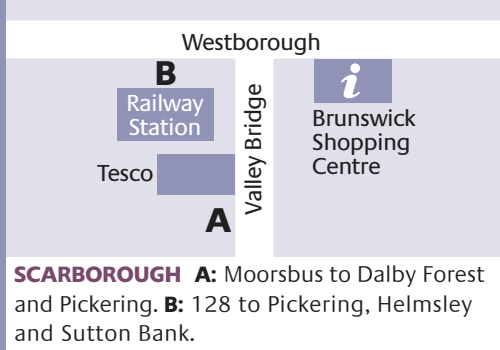 Westborough
B
Railway
Station
Tesco
A
Valley Bridge
i
Brunswick
Shopping
Centre
SCARBOROUGH A: Moorsbus to Dalby Forest
and Pickering. B: 128 to Pickering, Helmsley
and Sutton Bank.